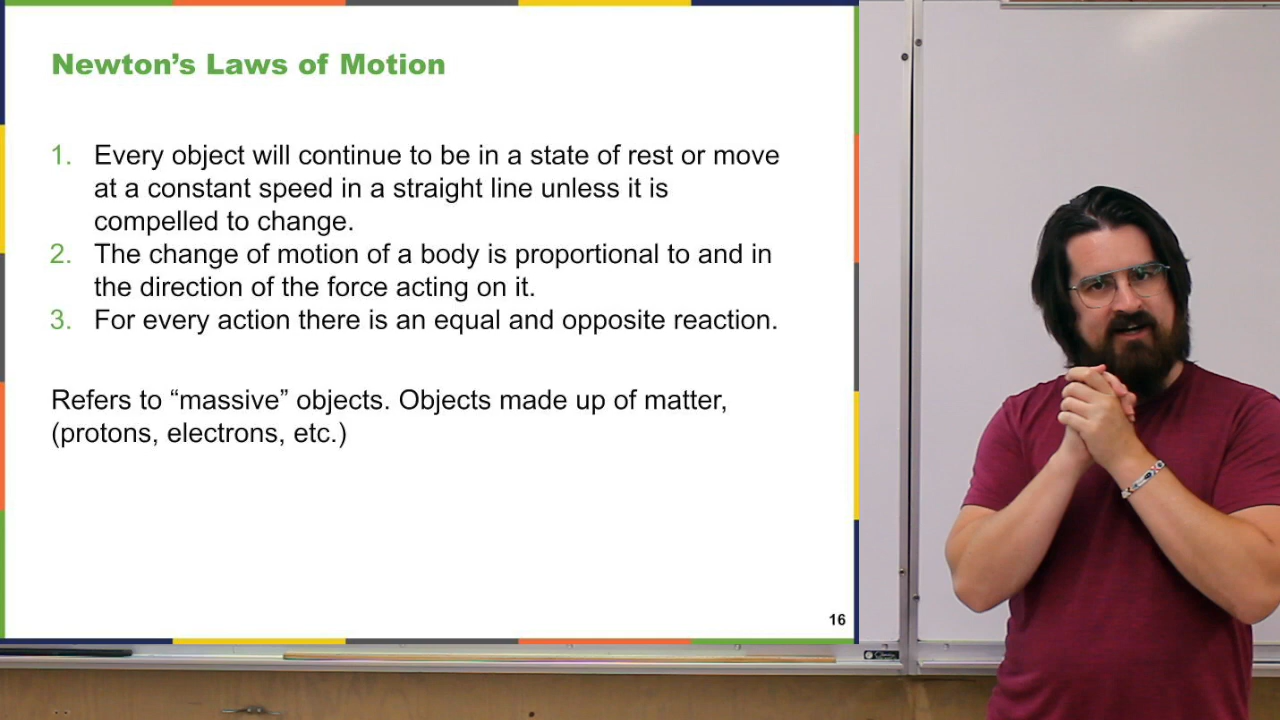 Newton’s Laws of Motion
1. Every object will continue to be in a state of rest or move
at a constant speed in a straight line unless it is
compelled to change.
2. The change of motion of a body is proportional to and in
the direction of the force acting on it.
3. For every action there is an equal and opposite reaction.
Refers to “massive” objects. Objects made up of matter,
(protons, electrons, etc.)
16